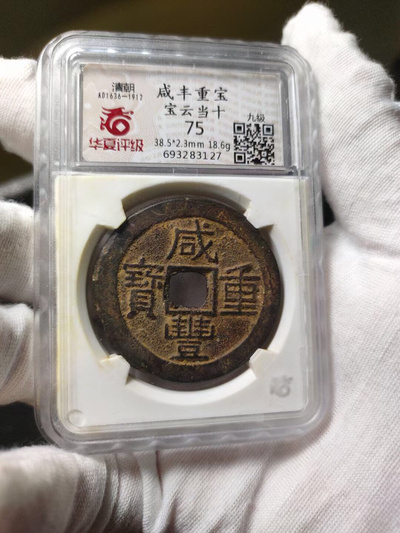 清朝
AD1636-1912
华夏评级
咸丰重宝
宝云当十
75
38.5*2.3mm 18.6g
693283127
九级
咸
寶 重
豐